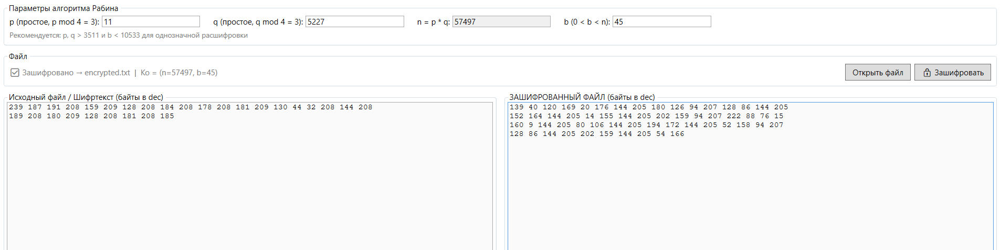 Параметры алгоритма Рабина
p (простое, p mod 4 = 3): 11 q (простое, q mod 4 = 3): 5227 n = p * q: 57497 b (0 < b < n): 45
Рекомендуется: p, q > 3511 и b < 10533 для однозначной расшифровки
Файл
Зашифровано → encrypted.txt | Ко = (n=57497, b=45) Открыть файл Зашифровать
Исходный файл / Шифртекст (байты в dec)
239 187 191 208 159 209 128 208 184 208 178 208 181 209 130 44 32 208 144 208
189 208 180 209 128 208 181 208 185
ЗАШИФРОВАННЫЙ ФАЙЛ (байты в dec)
139 40 120 169 20 176 144 205 180 126 94 207 128 86 144 205
152 164 144 205 14 155 144 205 202 159 94 207 222 88 76 15
160 9 144 205 80 106 144 205 194 172 144 205 52 158 94 207
128 86 144 205 202 159 144 205 54 166